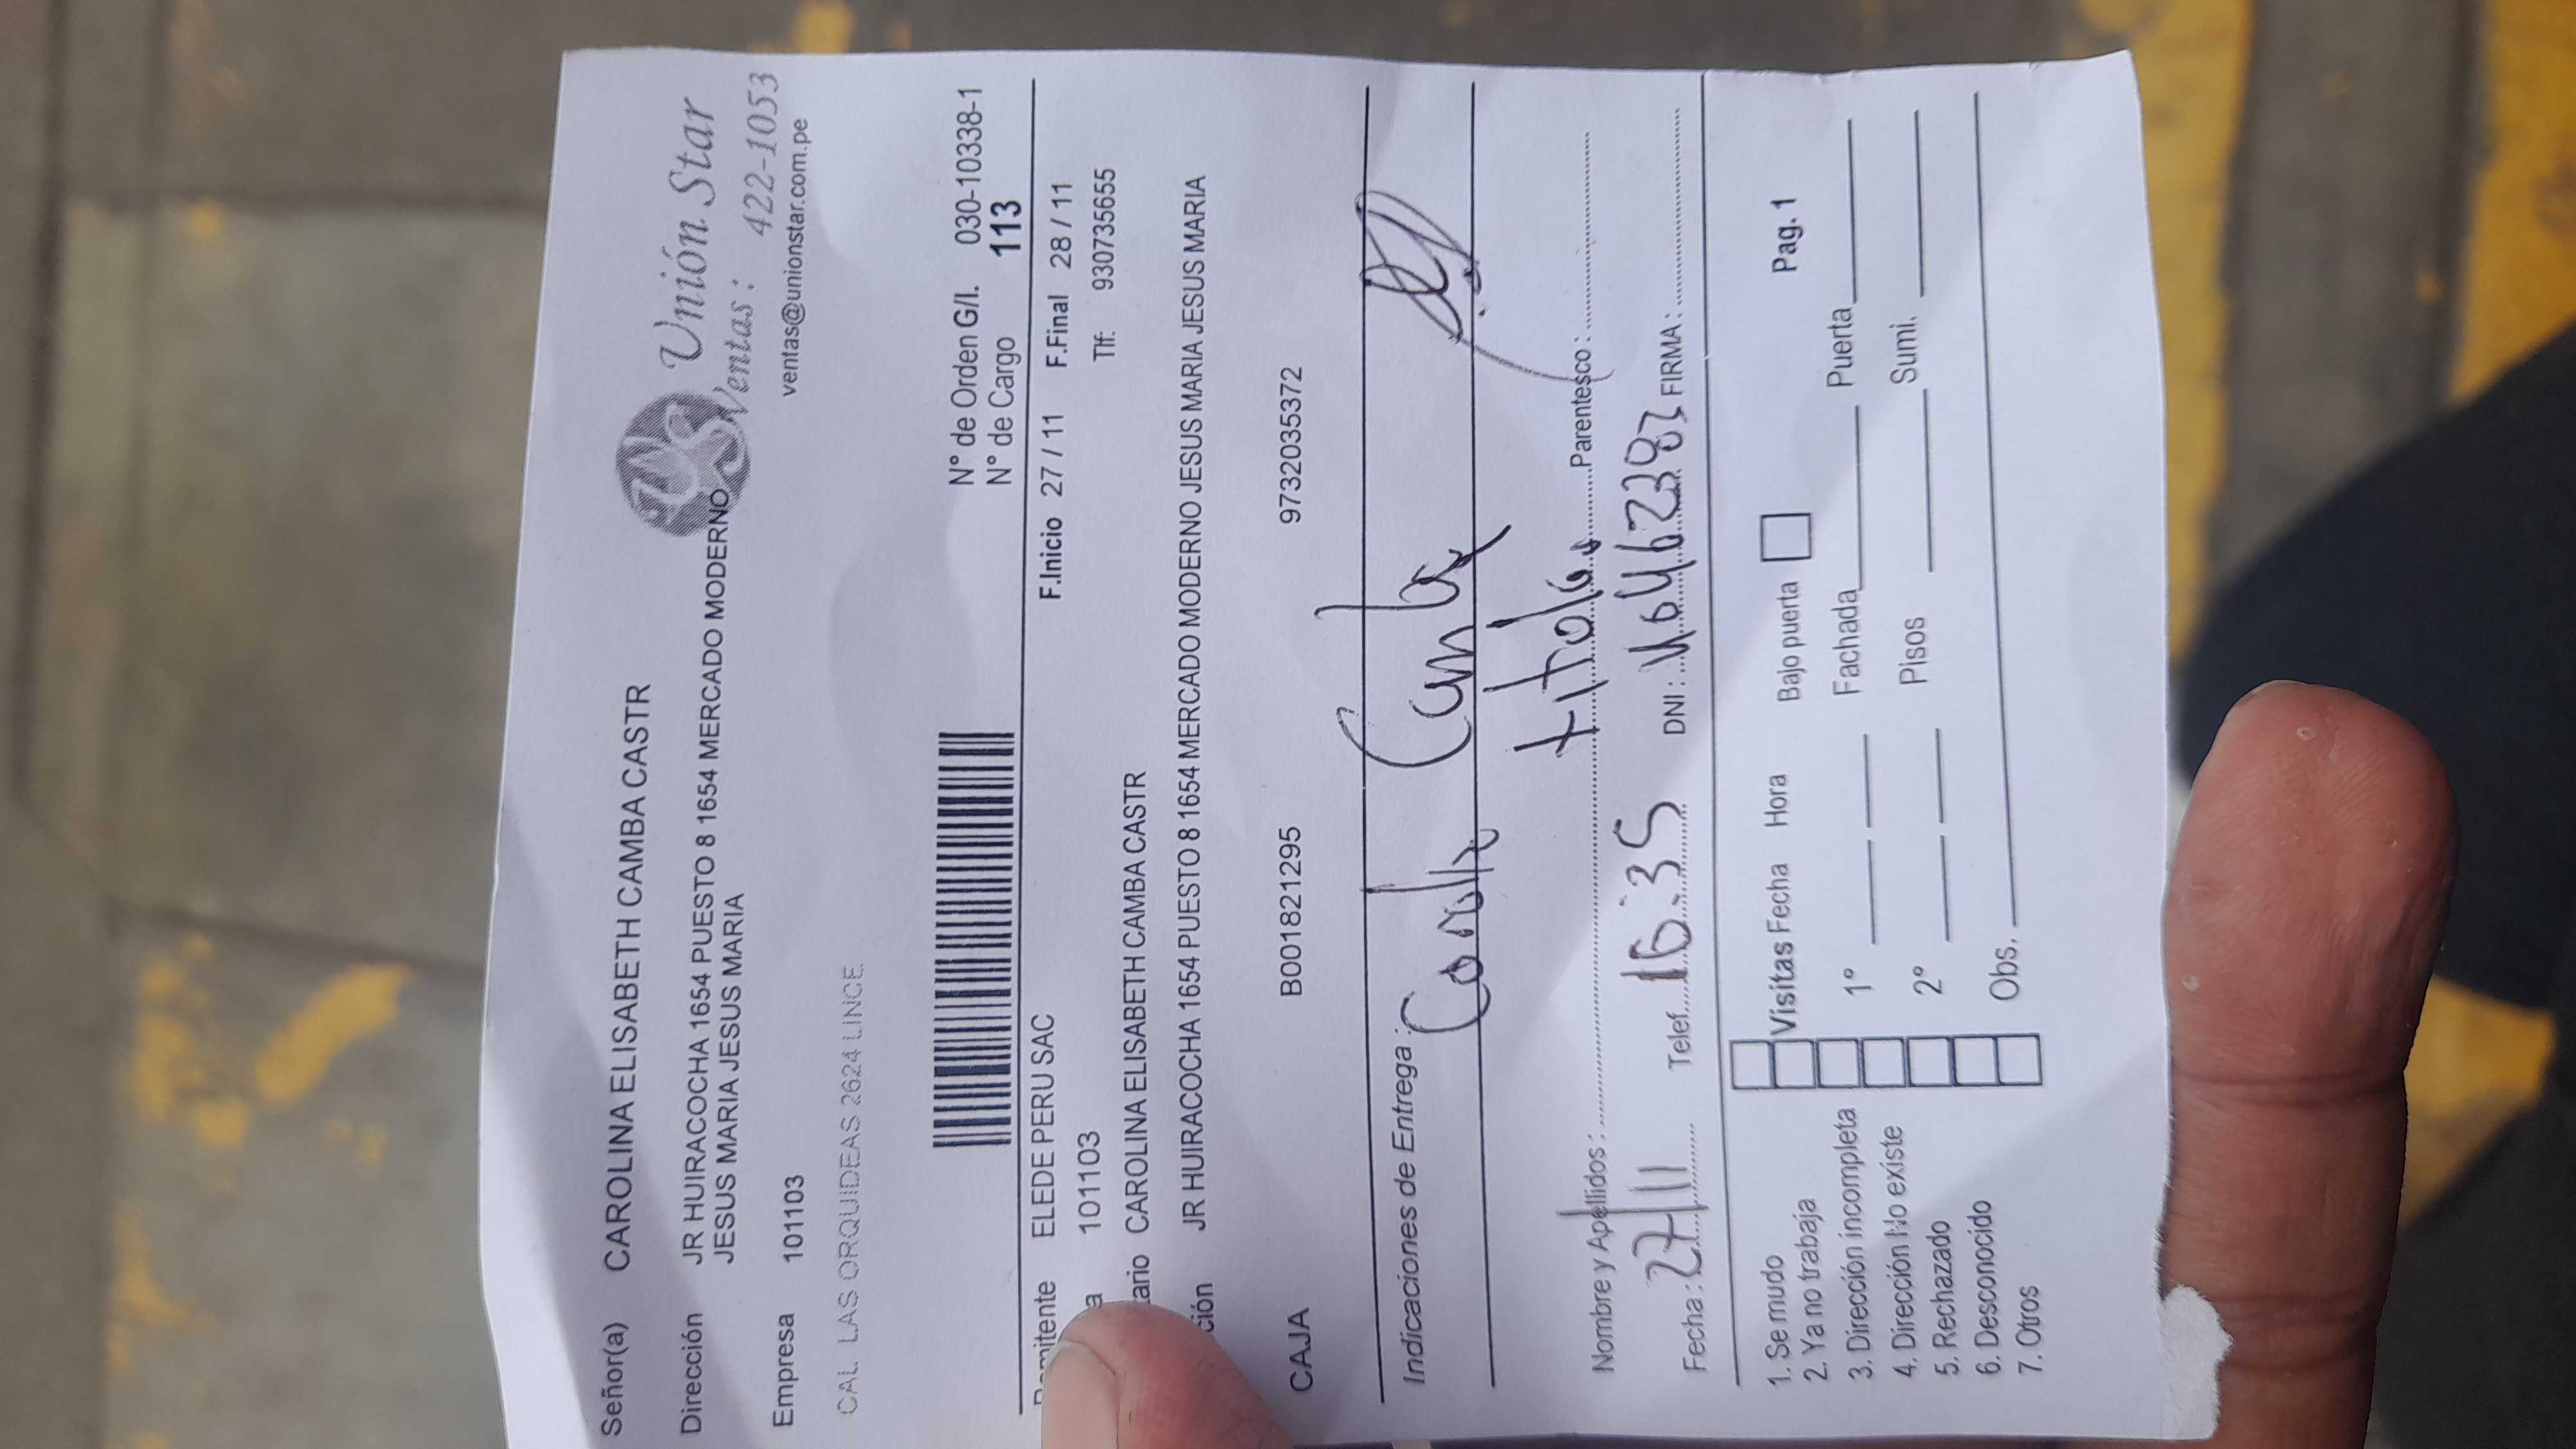 Señor(a) CAROLINA ELISABETH CAMBA CASTR
Unión Star
Ventas : 422-1053
ventas@unionstar.com.pe
Dirección JR HUIRACOCHA 1654 PUESTO 8 1654 MERCADO MODERNO
JESUS MARIA JESUS MARIA
Empresa 101103
CAL. LAS ORQUIDEAS 2624 LINCE
N° de Orden G/I. 030-10338-1
N° de Cargo 113
Remitente ELEDE PERU SAC F.Inicio 27 / 11 F.Final 28 / 11
a 101103 Tlf: 930735655
tario CAROLINA ELISABETH CAMBA CASTR
ción JR HUIRACOCHA 1654 PUESTO 8 1654 MERCADO MODERNO JESUS MARIA JESUS MARIA JESUS MARIA
CAJA B001821295 9732035372
Indicaciones de Entrega :
Camba
Nombre y Apellidos : Parentesco :
Fecha : 27/11 Telef. 16:35 DNI : FIRMA :
1. Se mudo
2. Ya no trabaja
3. Dirección incompleta
4. Dirección No existe
5. Rechazado
6. Desconocido
7. Otros
Visitas Fecha Hora Bajo puerta Pag. 1
1° Fachada Puerta
2° Pisos Sumi.
Obs.